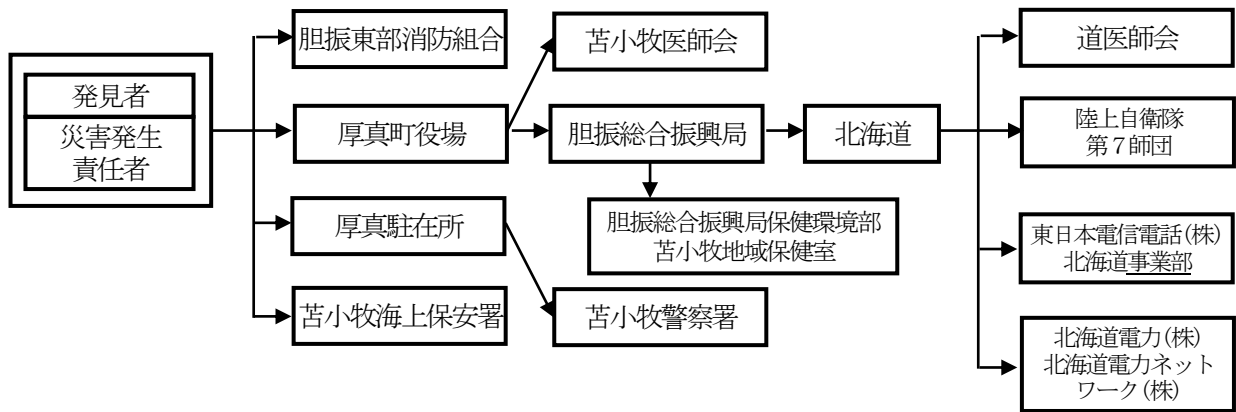 発見者
災害発生
責任者
胆振東部消防組合
厚真町役場
厚真駐在所
苫小牧海上保安署
苫小牧医師会
胆振総合振興局
胆振総合振興局保健環境部
苫小牧地域保健室
苫小牧警察署
北海道
道医師会
陸上自衛隊
第7師団
東日本電信電話(株)
北海道事業部
北海道電力(株)
北海道電力ネット
ワーク(株)